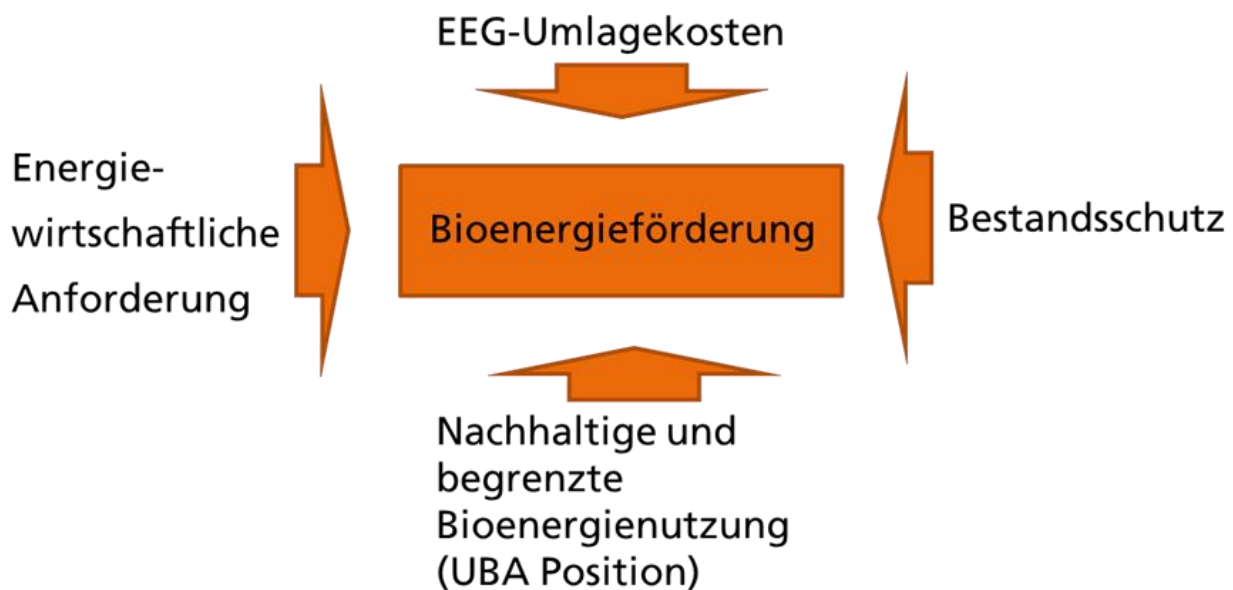 EEG-Umlagekosten
Energie-
wirtschaftliche
Anforderung
Bioenergieförderung
Bestandsschutz
Nachhaltige und
begrenzte
Bioenergienutzung
(UBA Position)